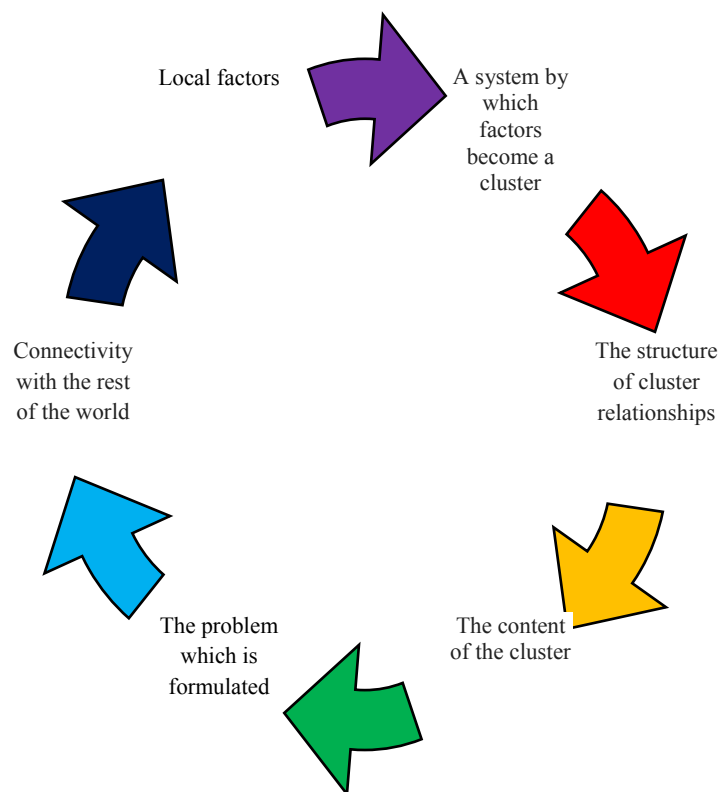 Local factors
A system by
which
factors
become a
cluster
The structure
of cluster
relationships
The content
of the cluster
The problem
which is
formulated
Connectivity
with the rest
of the world